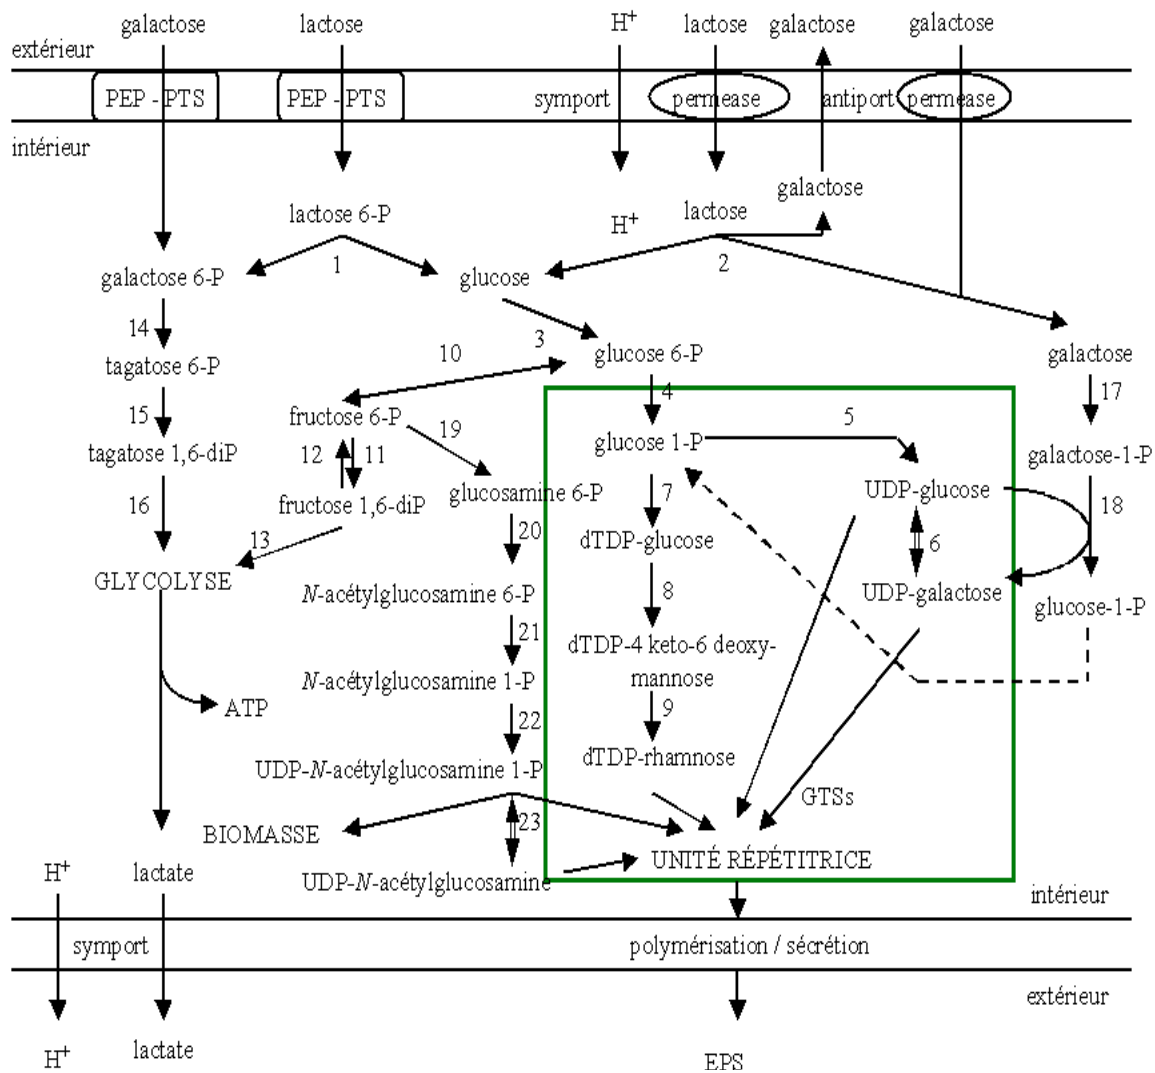 galactose lactose H+ lactose galactose galactose
extérieur
PEP - PTS PEP - PTS symport permease antiport permease
intérieur
galactose
lactose 6-P H+ lactose
1 2
galactose 6-P glucose
14 10 3 glucose 6-P galactose
tagatose 6-P 4 17
15 fructose 6-P 19 5
12 11 glucose 1-P
tagatose 1,6-diP galactose-1-P
16 fructose 1,6-diP glucosamine 6-P 7 UDP-glucose 18
13 20 dTDP-glucose 6
GLYCOLYSE N-acétylglucosamine 6-P 8 UDP-galactose glucose-1-P
21
dTDP-4 keto-6 deoxy-
mannose
N-acétylglucosamine 1-P
ATP 22 9
UDP-N-acétylglucosamine 1-P dTDP-rhamnose
GTSs
BIOMASSE 23
UNITÉ RÉPÉTITRICE
H+ lactate UDP-N-acétylglucosamine
intérieur
symport polymérisation / sécrétion
extérieur
H+ lactate EPS